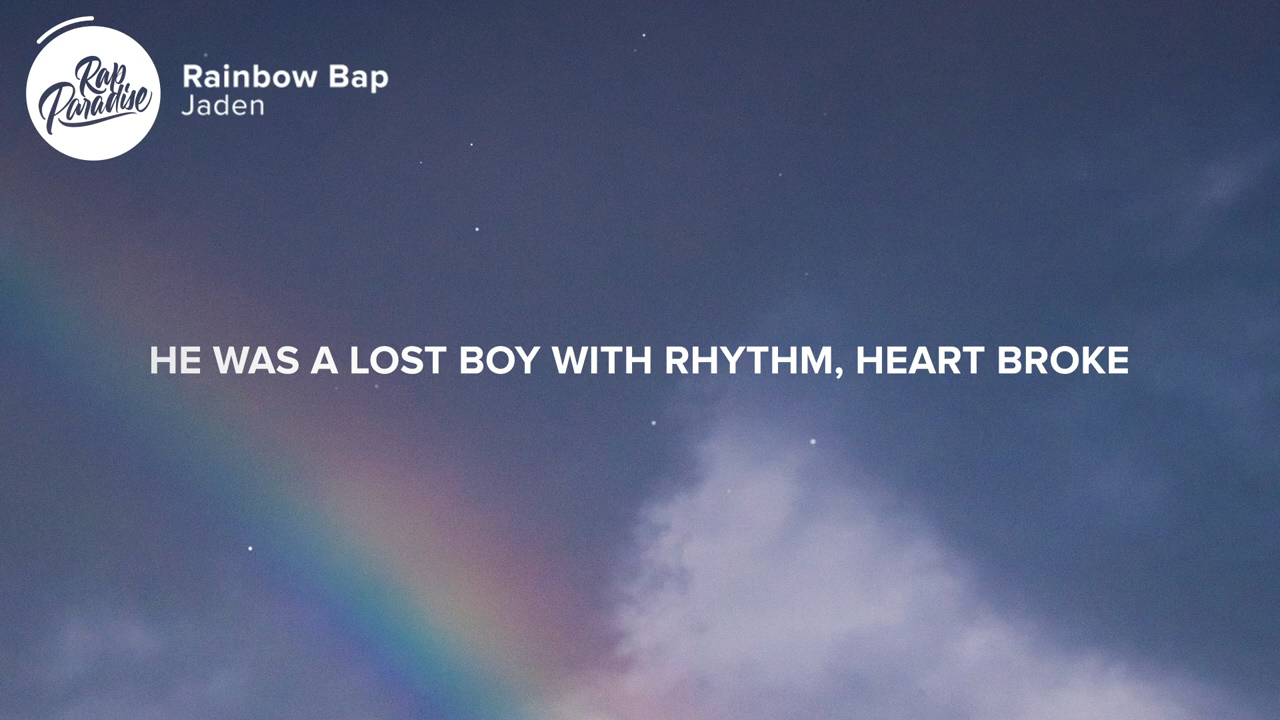 Rap
Paradise
Rainbow Bap
Jaden
HE WAS A LOST BOY WITH RHYTHM, HEART BROKE